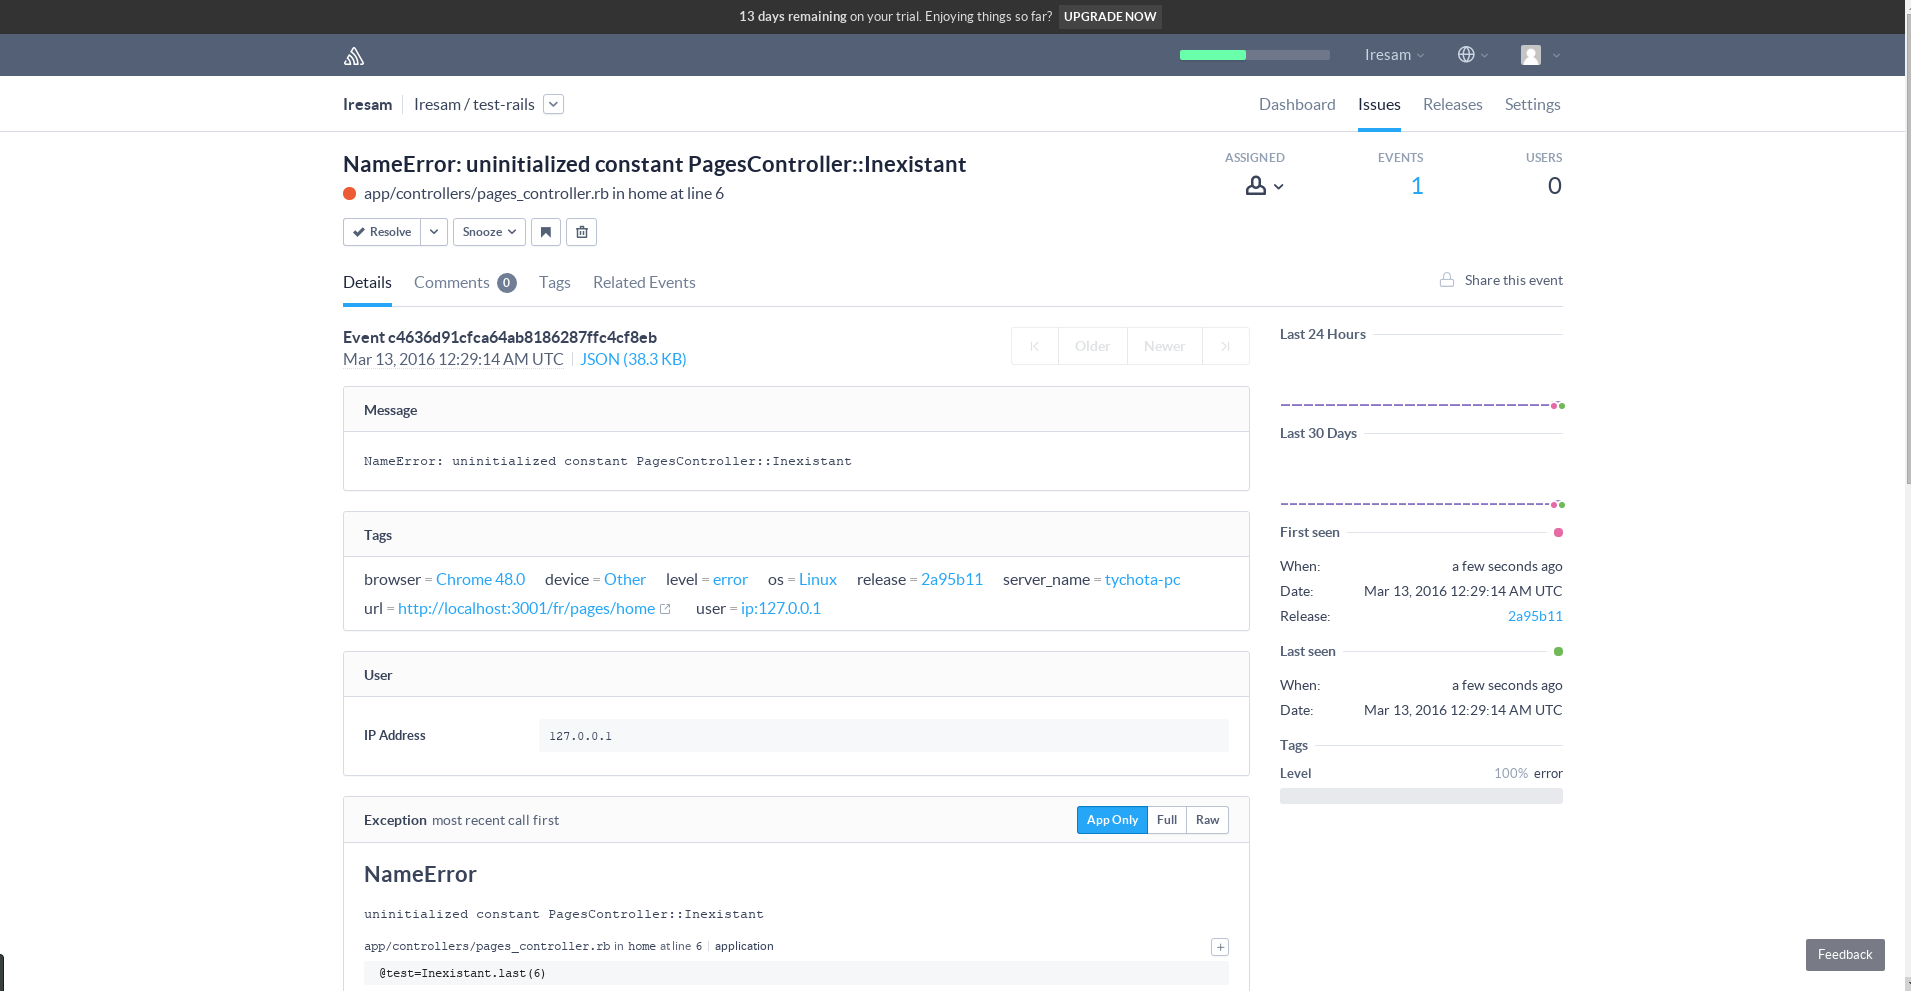 13 days remaining on your trial. Enjoying things so far? UPGRADE NOW
Iresam
Iresam Iresam / test-rails Dashboard Issues Releases Settings
NameError: uninitialized constant PagesController::Inexistant
app/controllers/pages_controller.rb in home at line 6
ASSIGNED EVENTS USERS
1 0
Resolve Snooze
Details Comments 0 Tags Related Events Share this event
Event c4636d91cfca64ab8186287ffc4cf8eb
Mar 13, 2016 12:29:14 AM UTC JSON (38.3 KB)
Older Newer
Message
NameError: uninitialized constant PagesController::Inexistant
Tags
browser = Chrome 48.0 device = Other level = error os = Linux release = 2a95b11 server_name = tychota-pc
url = http://localhost:3001/fr/pages/home user = ip:127.0.0.1
User
IP Address 127.0.0.1
Exception most recent call first App Only Full Raw
NameError
uninitialized constant PagesController::Inexistant
app/controllers/pages_controller.rb in home at line 6 application
@test=Inexistant.last(6)
Last 24 Hours
Last 30 Days
First seen
When: a few seconds ago
Date: Mar 13, 2016 12:29:14 AM UTC
Release: 2a95b11
Last seen
When: a few seconds ago
Date: Mar 13, 2016 12:29:14 AM UTC
Tags
Level 100% error
Feedback